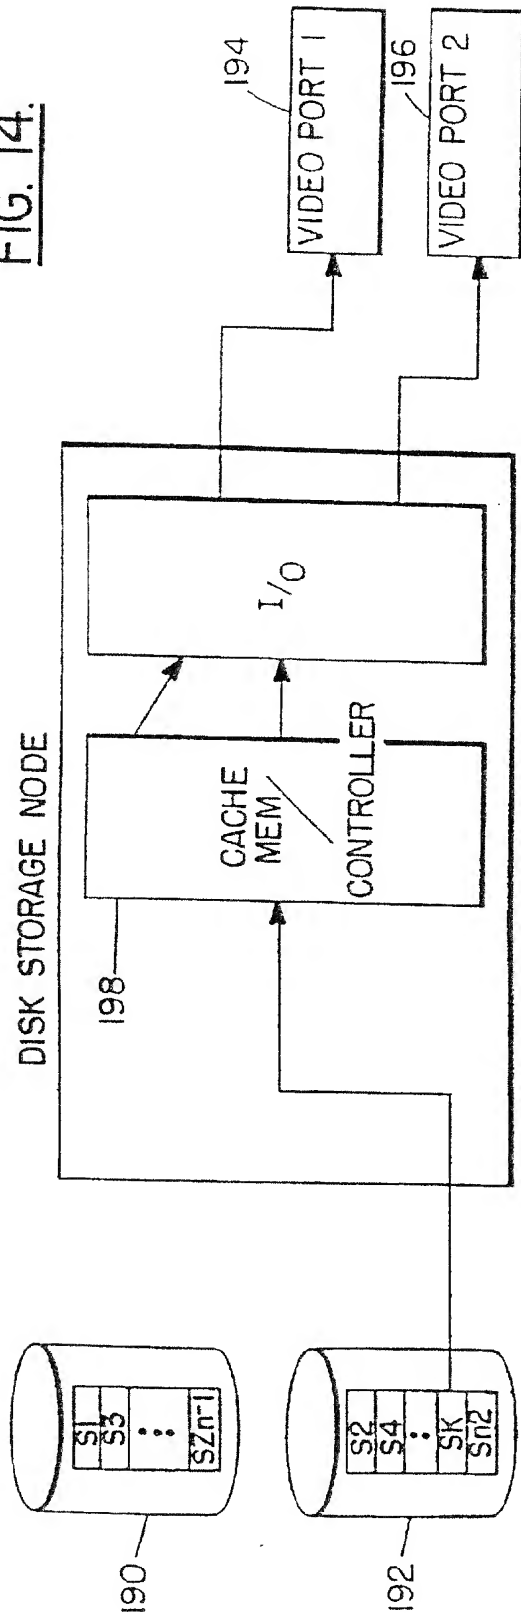 FIG. 14.
DISK STORAGE NODE
190
S1
S3
SZn-1
192
S2
S4
SK
Sn2
198
CACHE
MEM
CONTROLLER
I/O
194
VIDEO PORT 1
196
VIDEO PORT 2